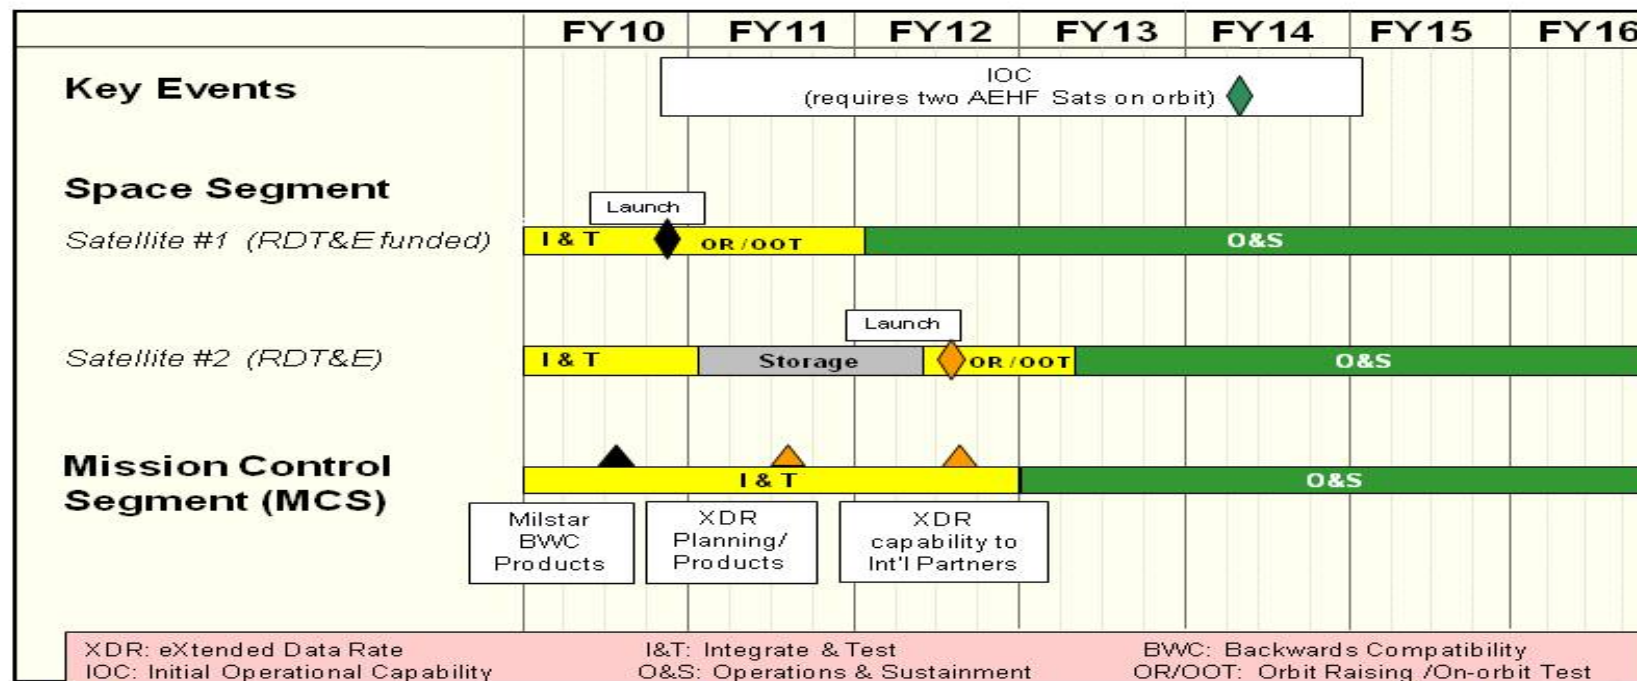 FY10 FY11 FY12 FY13 FY14 FY15 FY16
Key Events
IOC
(requires two AEHF Sats on orbit)
Space Segment
Launch
Satellite #1 (RDT&E funded)
I & T
OR/OOT
O&S
Launch
Satellite #2 (RDT&E)
I & T
Storage
OR/OOT
O&S
Mission Control
Segment (MCS)
I & T
O&S
Milstar
BWC
Products
XDR
Planning/
Products
XDR
capability to
Int'l Partners
XDR: eXtended Data Rate
I&T: Integrate & Test
BWC: Backwards Compatibility
IOC: Initial Operational Capability
O&S: Operations & Sustainment
OR/OOT: Orbit Raising /On-orbit Test